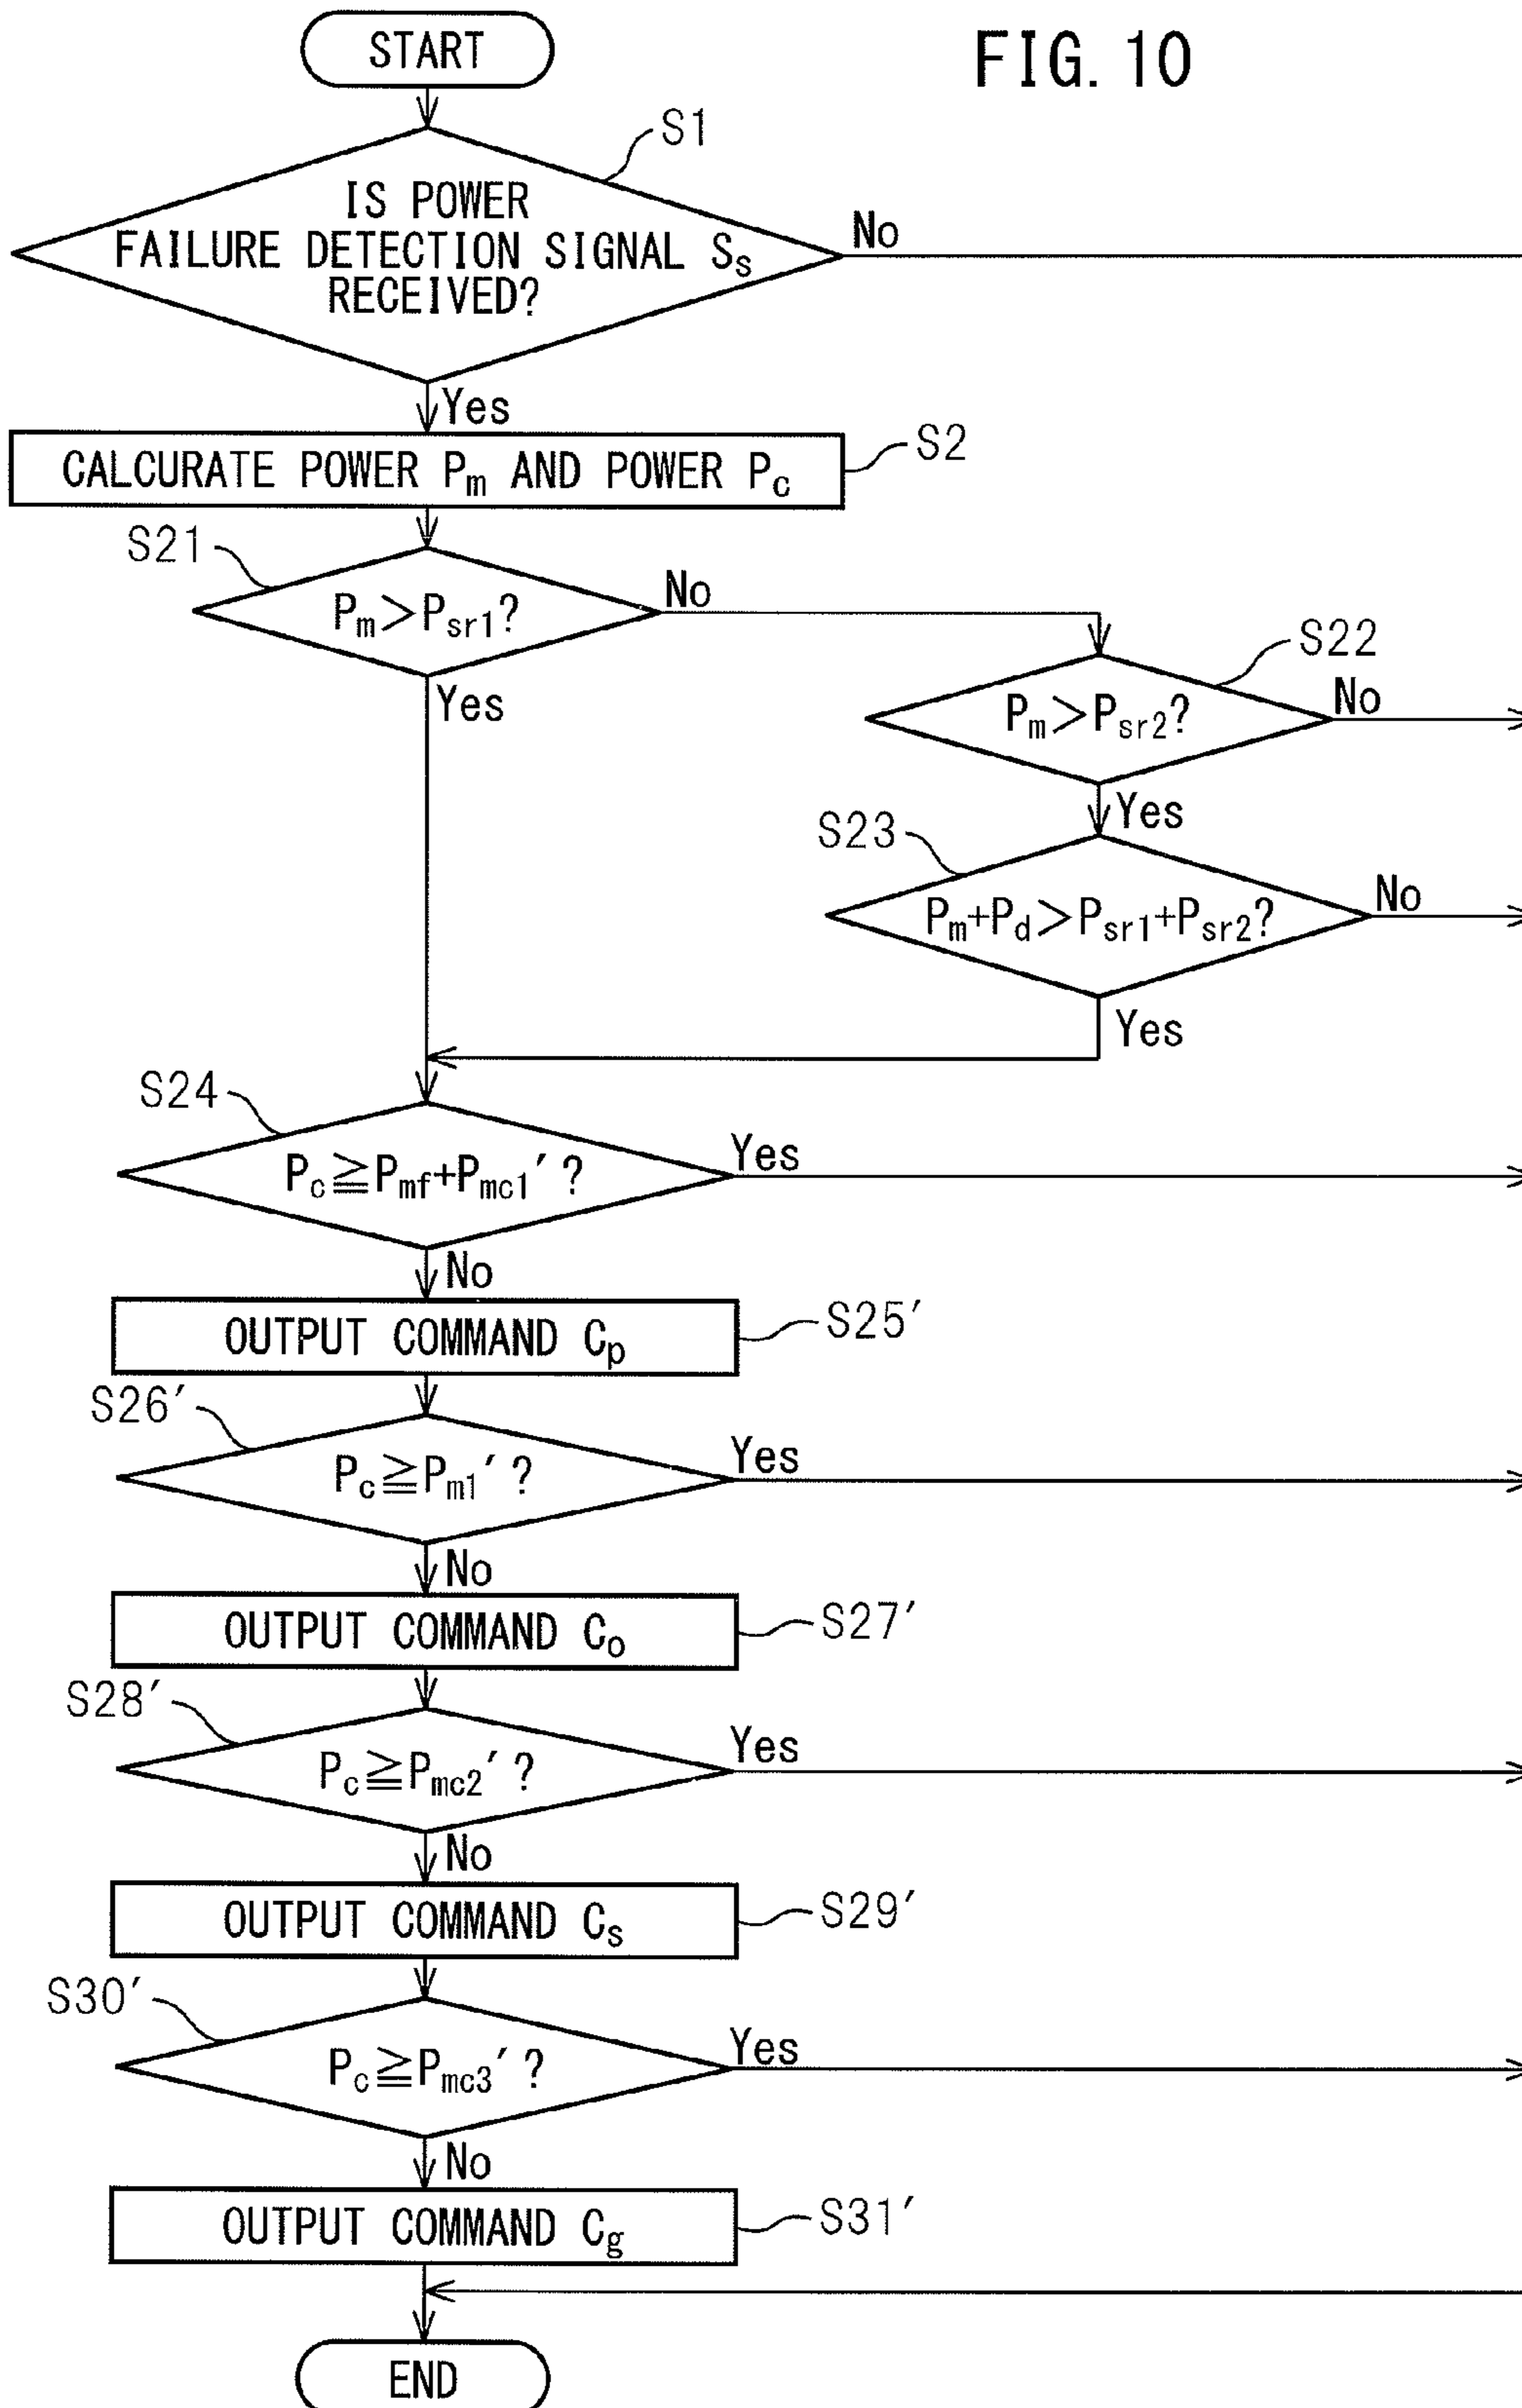 START
FIG. 10
S1
IS POWER
FAILURE DETECTION SIGNAL Ss
RECEIVED?
No
Yes
CALCURATE POWER Pm AND POWER Pc
S2
S21
Pm>Psr1?
No
Yes
S22
Pm>Psr2?
No
Yes
S23
Pm+Pd>Psr1+Psr2?
No
Yes
S24
Pc≧Pmf+Pmc1'?
Yes
No
OUTPUT COMMAND Cp
S25'
S26'
Pc≧Pm1'?
Yes
No
OUTPUT COMMAND Co
S27'
S28'
Pc≧Pmc2'?
Yes
No
OUTPUT COMMAND Cs
S29'
S30'
Pc≧Pmc3'?
Yes
No
OUTPUT COMMAND Cg
S31'
END